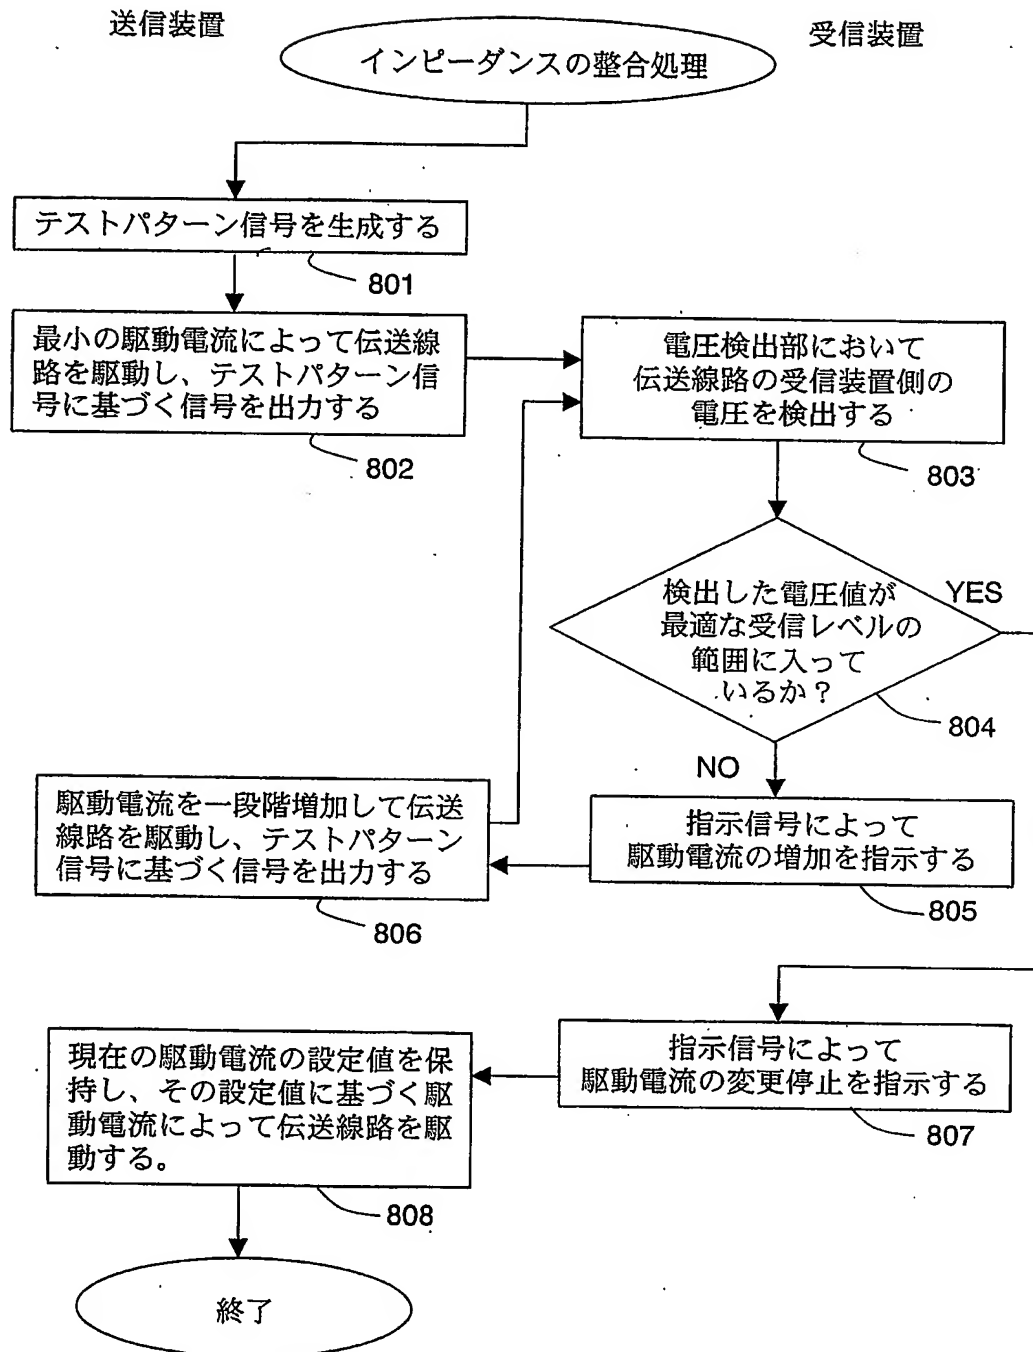 送信装置
受信装置
インピーダンスの整合処理
テストパターン信号を生成する
801
最小の駆動電流によって伝送線
路を駆動し、テストパターン信
号に基づく信号を出力する
802
電圧検出部において
伝送線路の受信装置側の
電圧を検出する
803
検出した電圧値が
最適な受信レベルの
範囲に入って
いるか?
YES
804
NO
指示信号によって
駆動電流の増加を指示する
805
駆動電流を一段階増加して伝送
線路を駆動し、テストパターン
信号に基づく信号を出力する
806
指示信号によって
駆動電流の変更停止を指示する
807
現在の駆動電流の設定値を保
持し、その設定値に基づく駆
動電流によって伝送線路を駆
動する。
808
終了